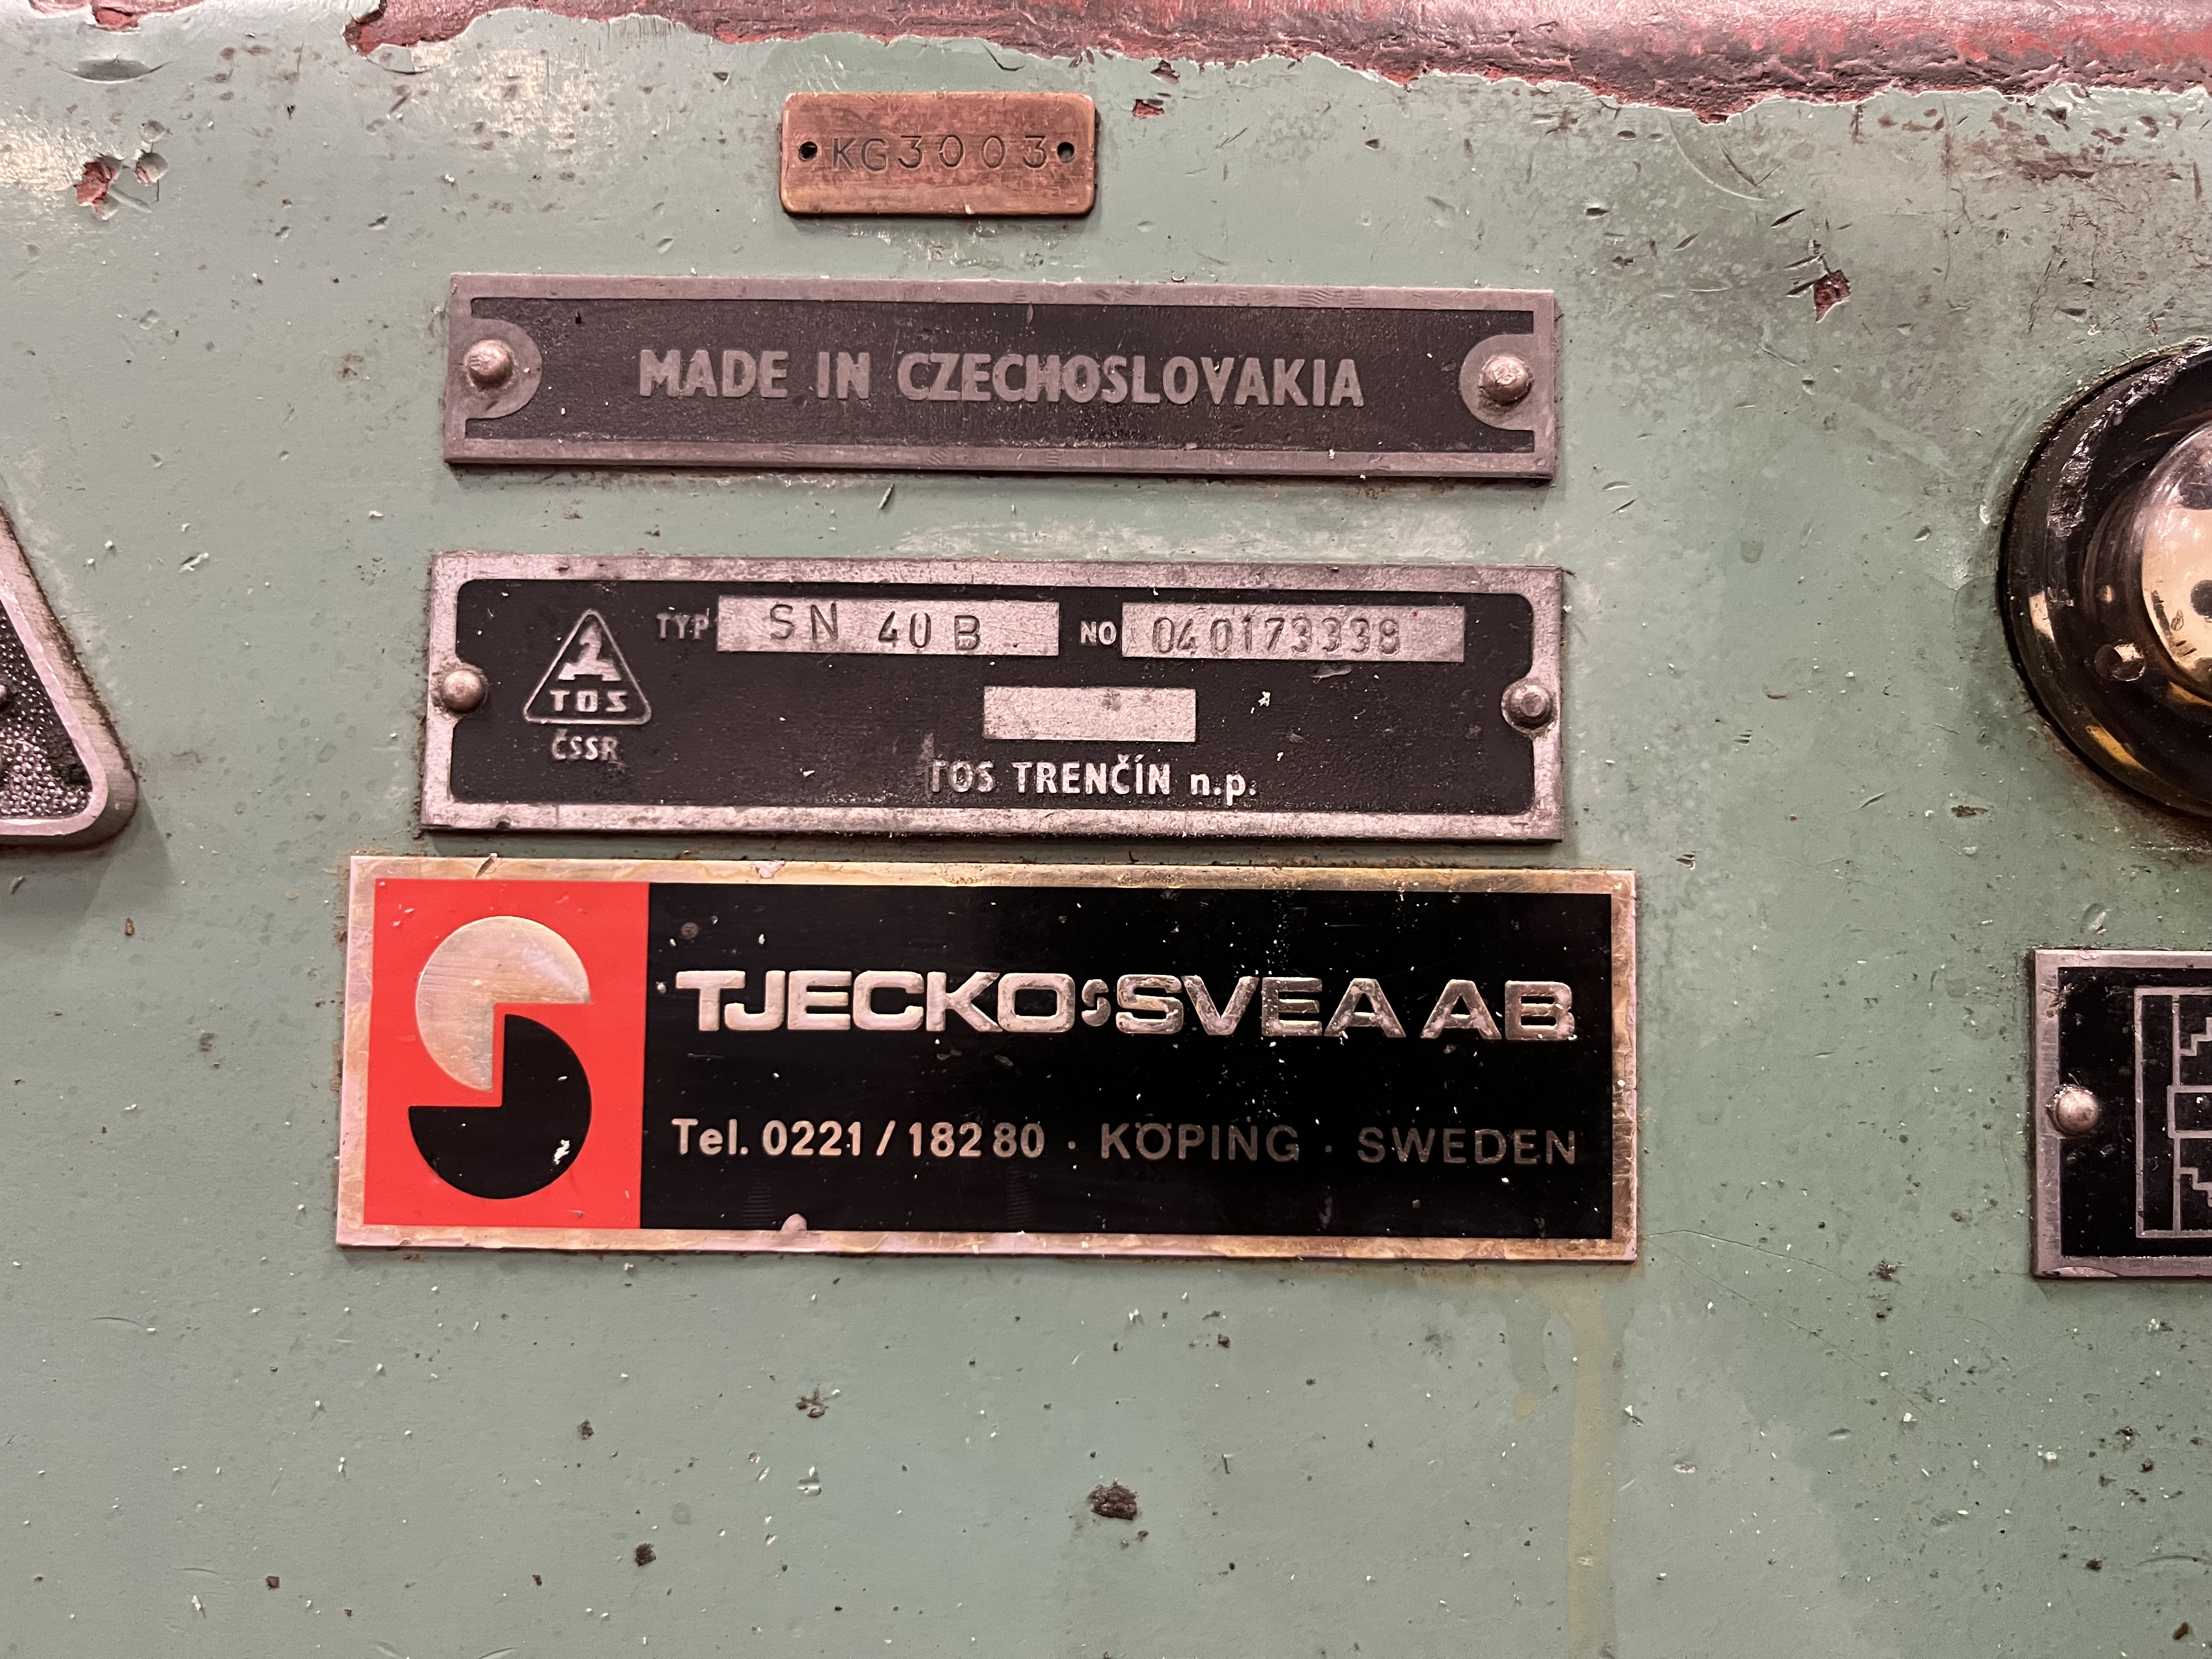 KG3003
MADE IN CZECHOSLOVAKIA
TYP SN 40 B NO 040173338
TOS
ČSSR
TOS TRENČÍN n.p.
TJECKO SVEA AB
Tel. 0221 / 182 80 · KÖPING · SWEDEN